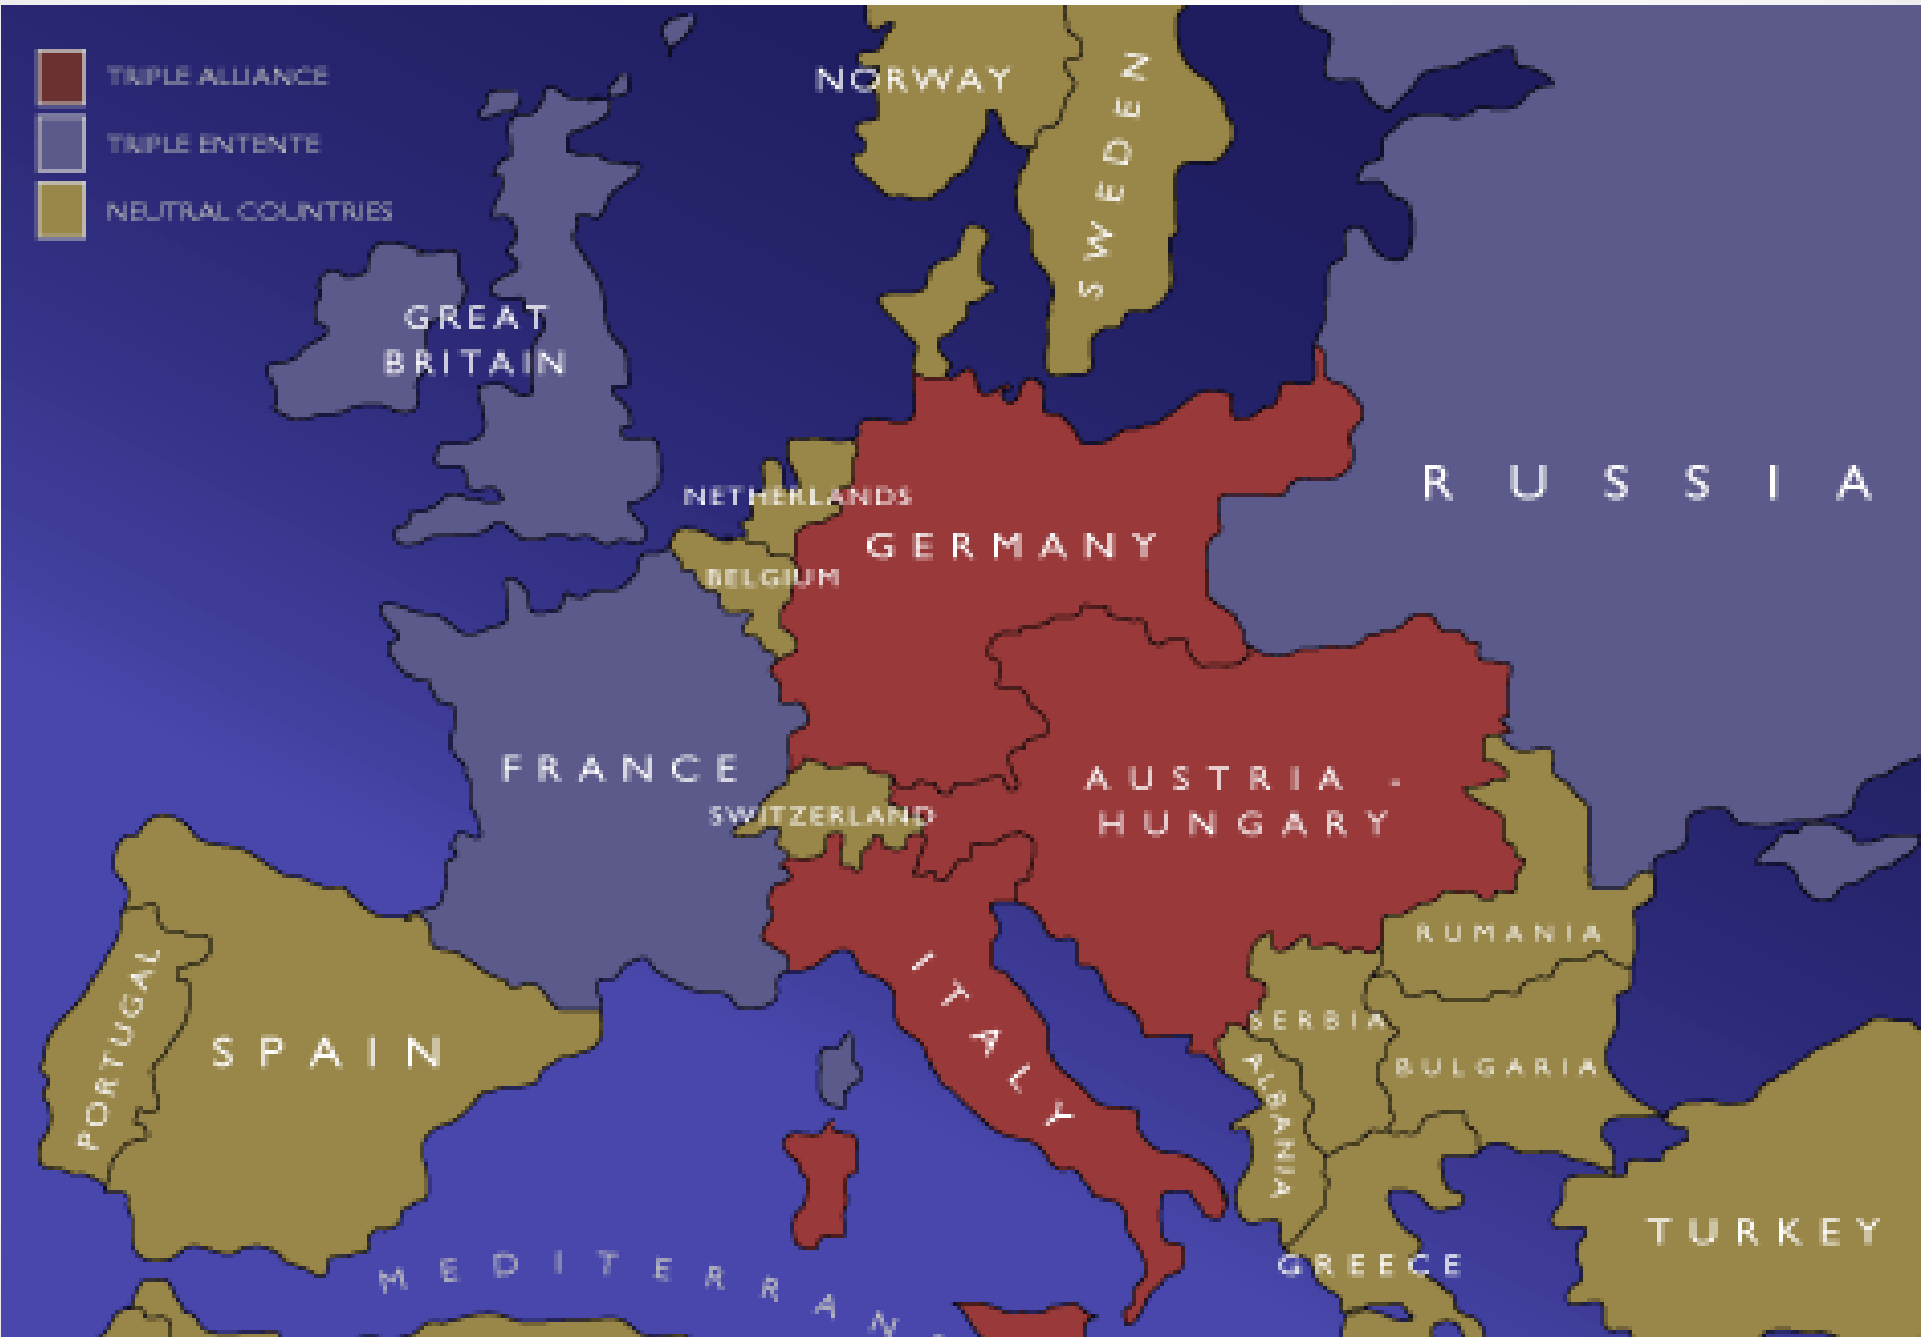 TRIPLE ALLIANCE
TRIPLE ENTENTE
NEUTRAL COUNTRIES
NORWAY
SWEDEN
GREAT
BRITAIN
NETHERLANDS
BELGIUM
GERMANY
RUSSIA
FRANCE
SWITZERLAND
AUSTRIA -
HUNGARY
RUMANIA
ITALY
SERBIA
BULGARIA
ALBANIA
PORTUGAL
SPAIN
TURKEY
GREECE
MEDITERRAN